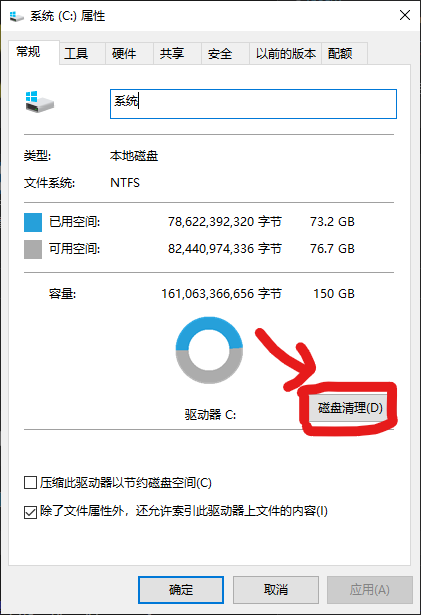 系统 (C:) 属性
常规 工具 硬件 共享 安全 以前的版本 配额
系统
类型: 本地磁盘
文件系统: NTFS
已用空间: 78,622,392,320 字节 73.2 GB
可用空间: 82,440,974,336 字节 76.7 GB
容量: 161,063,366,656 字节 150 GB
驱动器 C: 磁盘清理(D)
压缩此驱动器以节约磁盘空间(C)
除了文件属性外，还允许索引此驱动器上文件的内容(I)
确定 取消 应用(A)